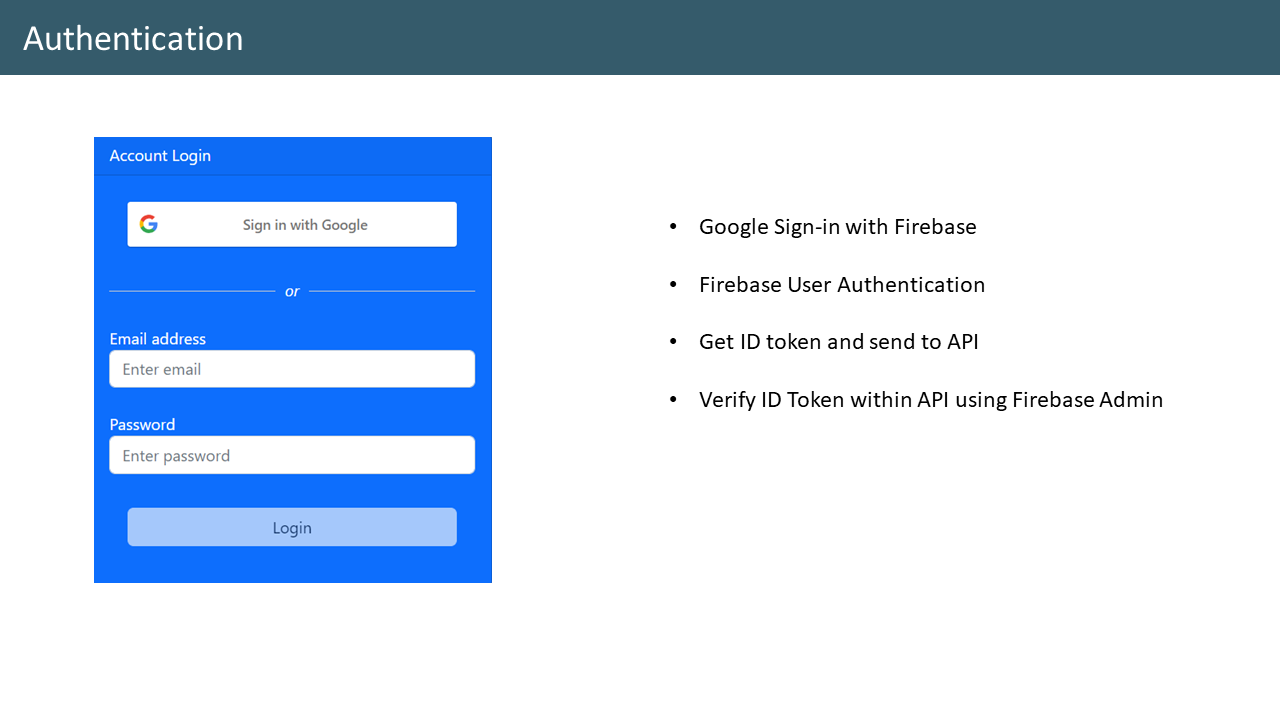 Authentication
Account Login
Sign in with Google
or
Email address
Enter email
Password
Enter password
Login
• Google Sign-in with Firebase
• Firebase User Authentication
• Get ID token and send to API
• Verify ID Token within API using Firebase Admin